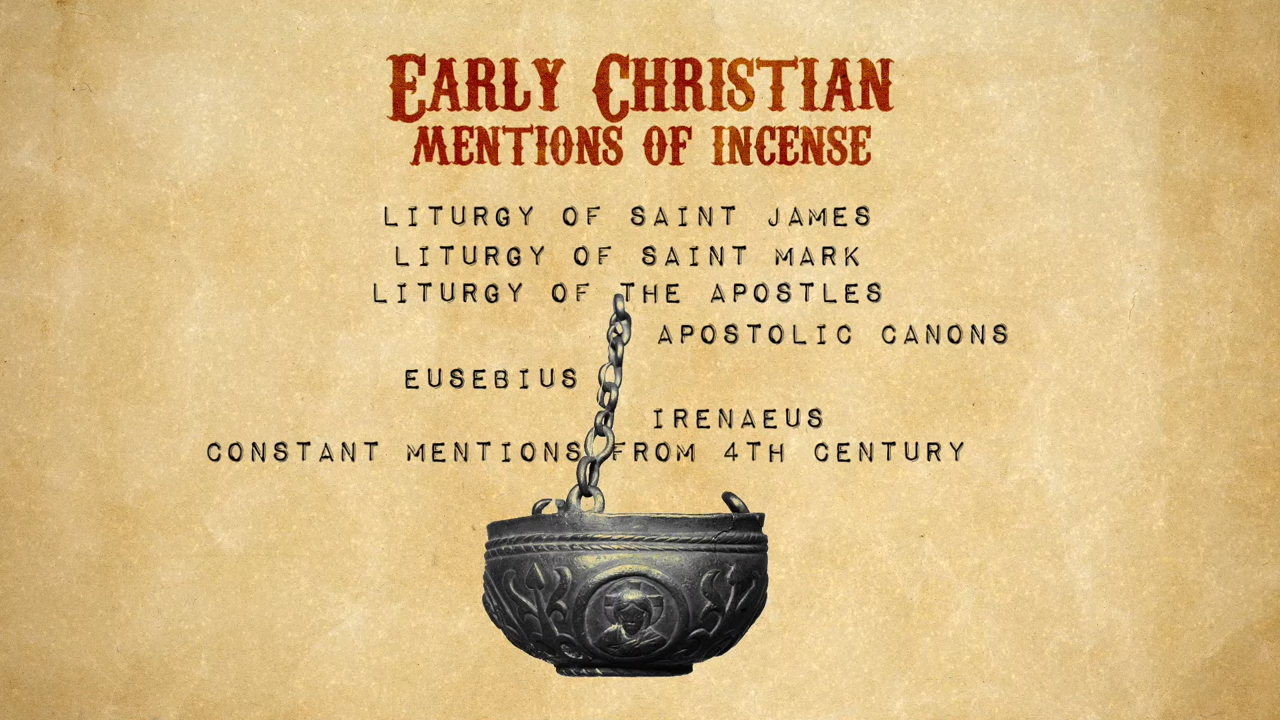 EARLY CHRISTIAN
MENTIONS OF INCENSE
LITURGY OF SAINT JAMES
LITURGY OF SAINT MARK
LITURGY OF THE APOSTLES
APOSTOLIC CANONS
EUSEBIUS
IRENAEUS
CONSTANT MENTIONS FROM 4TH CENTURY